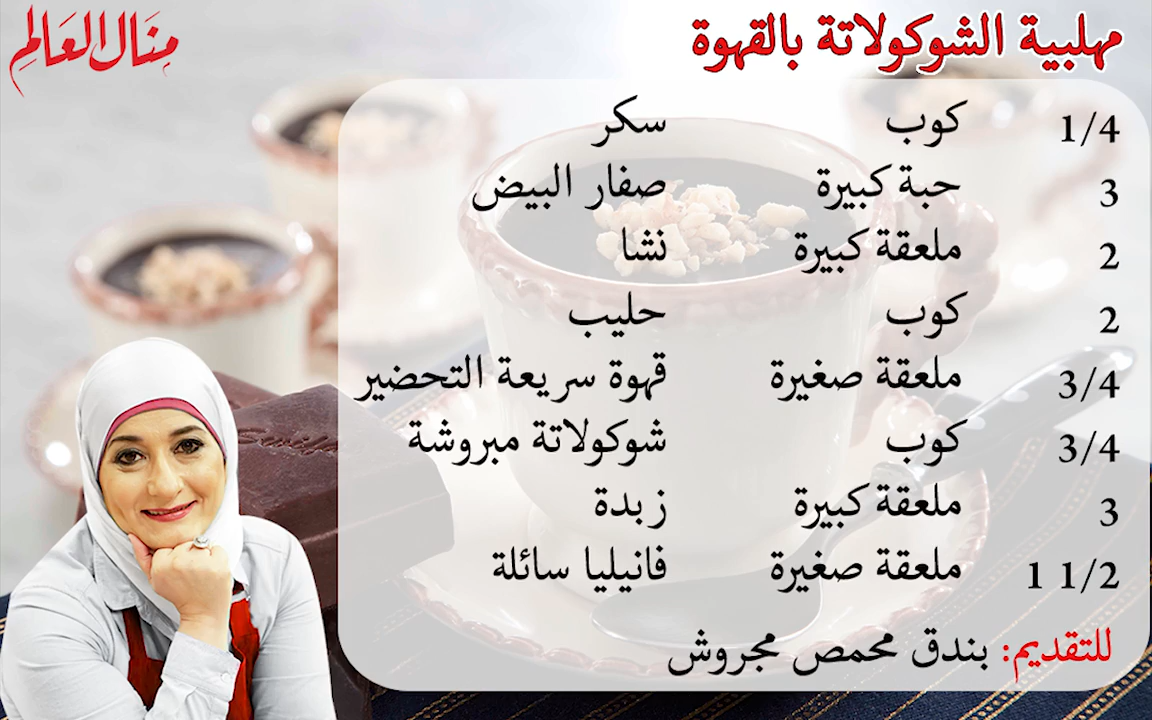 منال العالم
مهلبية الشوكولاتة بالقهوة
1/4 كوب سكر
3 حبة كبيرة صفار البيض
2 ملعقة كبيرة نشا
2 كوب حليب
3/4 ملعقة صغيرة قهوة سريعة التحضير
3/4 كوب شوكولاتة مبروشة
3 ملعقة كبيرة زبدة
1 1/2 ملعقة صغيرة فانيليا سائلة
للتقديم: بندق محمص مجروش